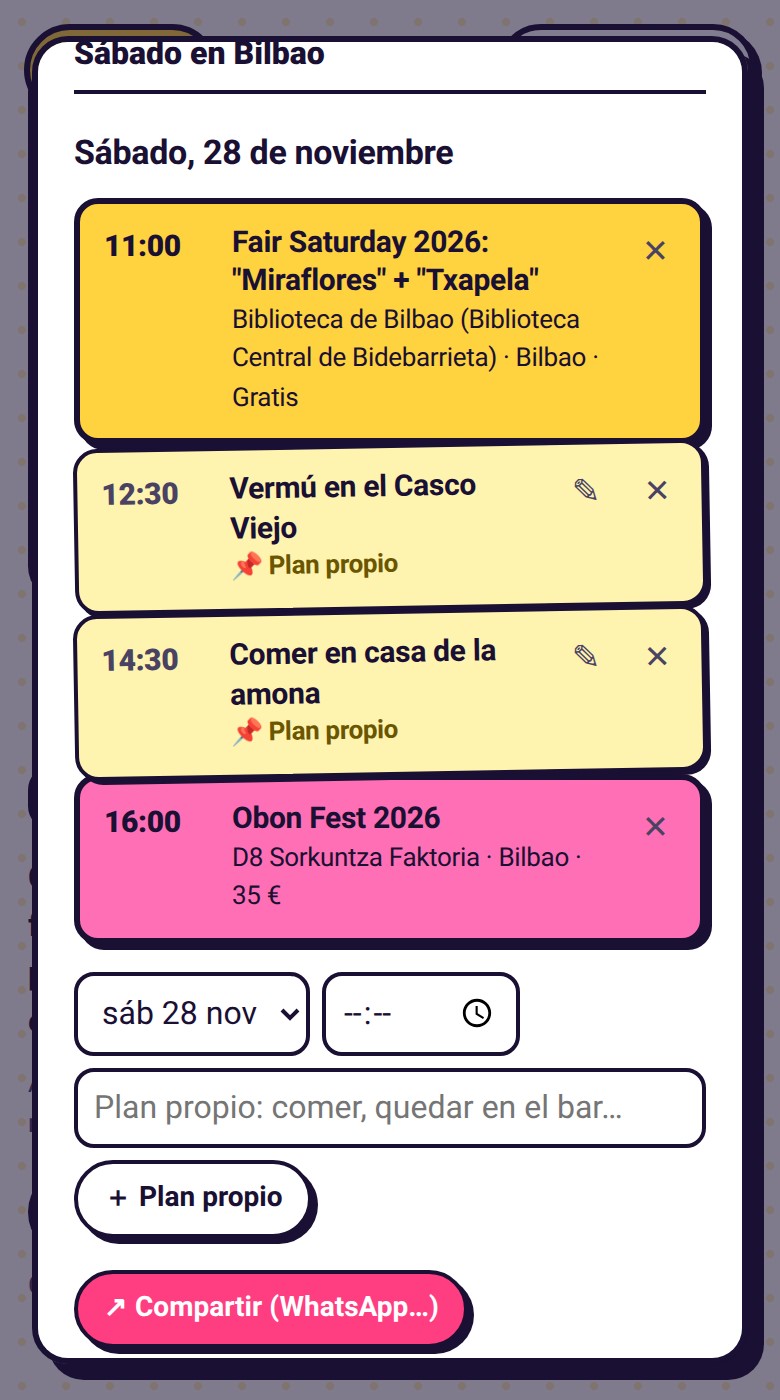 Sábado en Bilbao
Sábado, 28 de noviembre
11:00
Fair Saturday 2026:
"Miraflores" + "Txapela"
Biblioteca de Bilbao (Biblioteca
Central de Bidebarrieta) · Bilbao ·
Gratis
12:30
Vermú en el Casco
Viejo
📌 Plan propio
14:30
Comer en casa de la
amona
📌 Plan propio
16:00
Obon Fest 2026
D8 Sorkuntza Faktoria · Bilbao ·
35 €
sáb 28 nov
--:--
Plan propio: comer, quedar en el bar...
+ Plan propio
↗ Compartir (WhatsApp...)